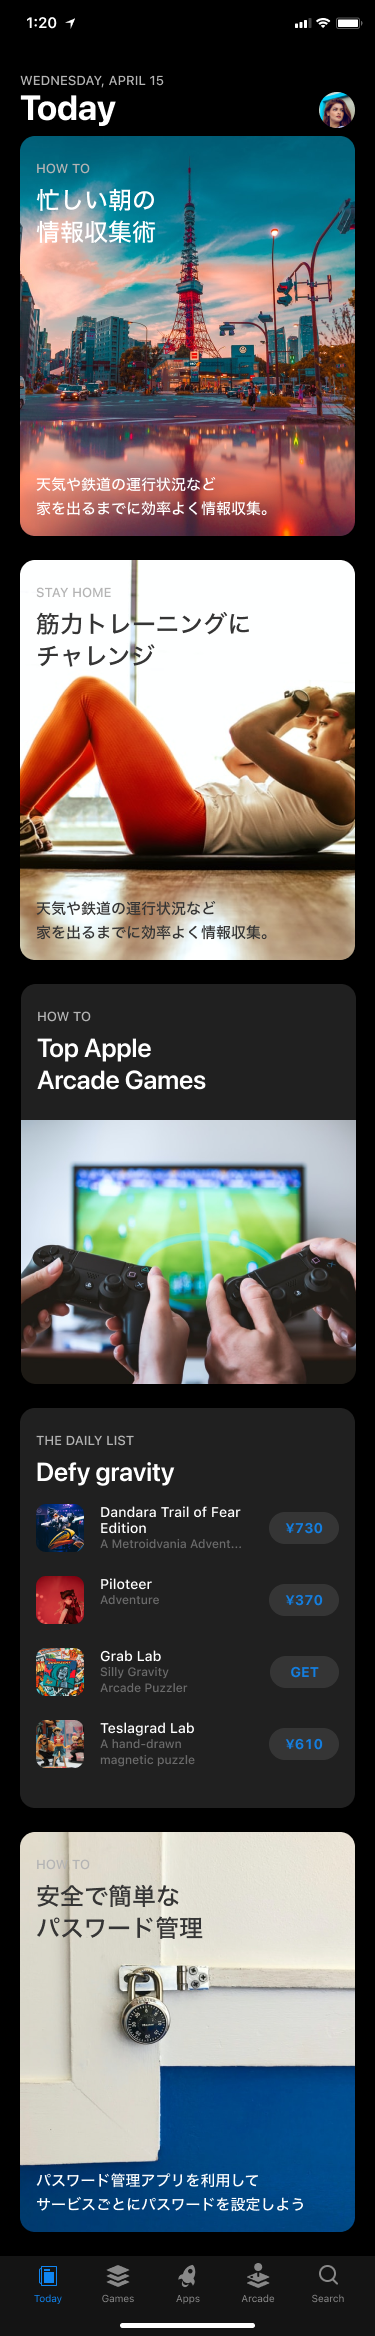 1:20
WEDNESDAY, APRIL 15
Today
HOW TO
忙しい朝の
情報収集術
天気や鉄道の運行状況など
家を出るまでに効率よく情報収集。
STAY HOME
筋力トレーニングに
チャレンジ
天気や鉄道の運行状況など
家を出るまでに効率よく情報収集。
HOW TO
Top Apple
Arcade Games
THE DAILY LIST
Defy gravity
Dandara Trail of Fear
Edition
A Metroidvania Advent...
¥730
Piloteer
Adventure
¥370
Grab Lab
Silly Gravity
Arcade Puzzler
GET
Teslagrad Lab
A hand-drawn
magnetic puzzle
¥610
HOW TO
安全で簡単な
パスワード管理
パスワード管理アプリを利用して
サービスごとにパスワードを設定しよう
Today Games Apps Arcade Search